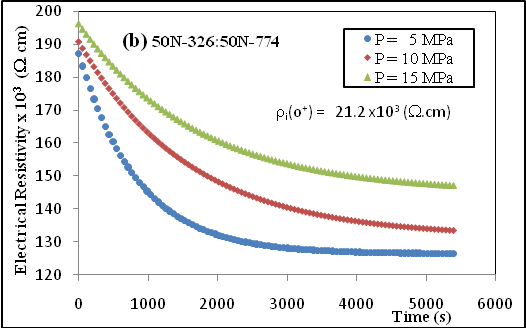 200
190
180
170
160
150
140
130
120
Electrical Resistivity x 10³ (Ω cm)
(b) 50N-326:50N-774
P = 5 MPa
P = 10 MPa
P = 15 MPa
ρᵢ(o⁺) = 21.2 x10³ (Ω.cm)
0 1000 2000 3000 4000 5000 6000
Time (s)